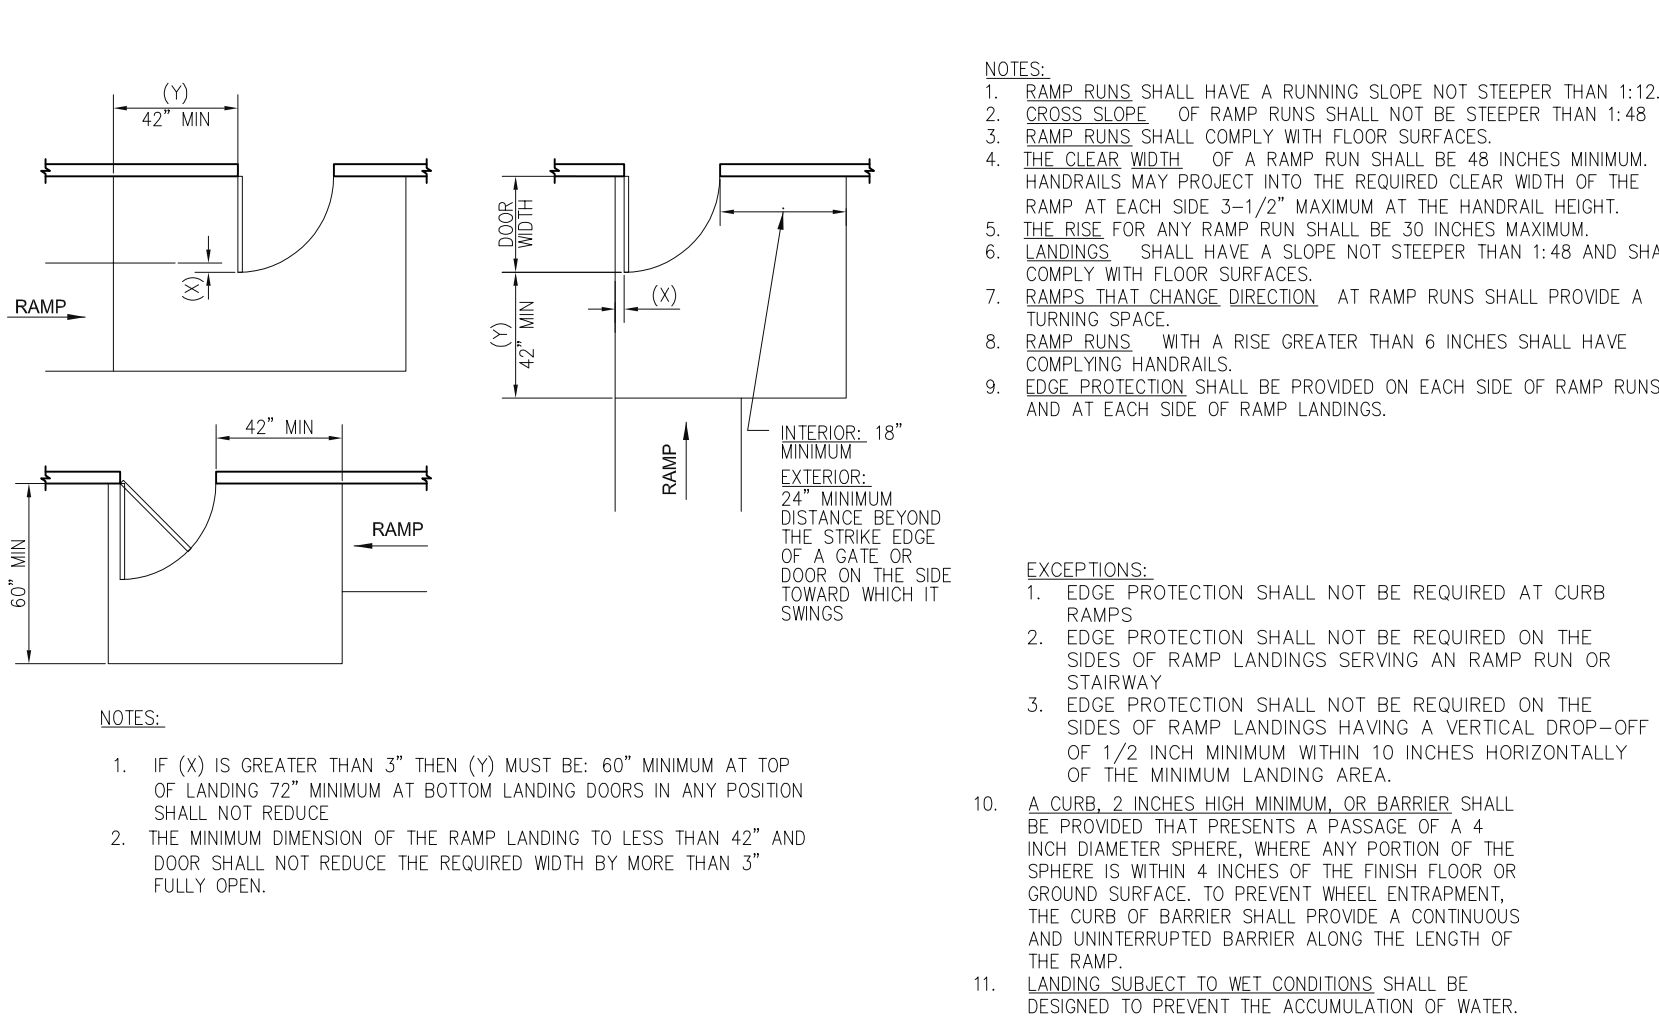 (Y)
42” MIN
(X)
RAMP
DOOR
WIDTH
(X)
(Y)
42” MIN
RAMP
INTERIOR: 18”
MINIMUM
EXTERIOR:
24” MINIMUM
DISTANCE BEYOND
THE STRIKE EDGE
OF A GATE OR
DOOR ON THE SIDE
TOWARD WHICH IT
SWINGS
42” MIN
60” MIN
RAMP
NOTES:
1. IF (X) IS GREATER THAN 3” THEN (Y) MUST BE: 60” MINIMUM AT TOP
OF LANDING 72” MINIMUM AT BOTTOM LANDING DOORS IN ANY POSITION
SHALL NOT REDUCE
2. THE MINIMUM DIMENSION OF THE RAMP LANDING TO LESS THAN 42” AND
DOOR SHALL NOT REDUCE THE REQUIRED WIDTH BY MORE THAN 3”
FULLY OPEN.
NOTES:
1. RAMP RUNS SHALL HAVE A RUNNING SLOPE NOT STEEPER THAN 1:12.
2. CROSS SLOPE OF RAMP RUNS SHALL NOT BE STEEPER THAN 1:48
3. RAMP RUNS SHALL COMPLY WITH FLOOR SURFACES.
4. THE CLEAR WIDTH OF A RAMP RUN SHALL BE 48 INCHES MINIMUM.
HANDRAILS MAY PROJECT INTO THE REQUIRED CLEAR WIDTH OF THE
RAMP AT EACH SIDE 3-1/2” MAXIMUM AT THE HANDRAIL HEIGHT.
5. THE RISE FOR ANY RAMP RUN SHALL BE 30 INCHES MAXIMUM.
6. LANDINGS SHALL HAVE A SLOPE NOT STEEPER THAN 1:48 AND SHA
COMPLY WITH FLOOR SURFACES.
7. RAMPS THAT CHANGE DIRECTION AT RAMP RUNS SHALL PROVIDE A
TURNING SPACE.
8. RAMP RUNS WITH A RISE GREATER THAN 6 INCHES SHALL HAVE
COMPLYING HANDRAILS.
9. EDGE PROTECTION SHALL BE PROVIDED ON EACH SIDE OF RAMP RUNS
AND AT EACH SIDE OF RAMP LANDINGS.
EXCEPTIONS:
1. EDGE PROTECTION SHALL NOT BE REQUIRED AT CURB
RAMPS
2. EDGE PROTECTION SHALL NOT BE REQUIRED ON THE
SIDES OF RAMP LANDINGS SERVING AN RAMP RUN OR
STAIRWAY
3. EDGE PROTECTION SHALL NOT BE REQUIRED ON THE
SIDES OF RAMP LANDINGS HAVING A VERTICAL DROP-OFF
OF 1/2 INCH MINIMUM WITHIN 10 INCHES HORIZONTALLY
OF THE MINIMUM LANDING AREA.
10. A CURB, 2 INCHES HIGH MINIMUM, OR BARRIER SHALL
BE PROVIDED THAT PRESENTS A PASSAGE OF A 4
INCH DIAMETER SPHERE, WHERE ANY PORTION OF THE
SPHERE IS WITHIN 4 INCHES OF THE FINISH FLOOR OR
GROUND SURFACE. TO PREVENT WHEEL ENTRAPMENT,
THE CURB OF BARRIER SHALL PROVIDE A CONTINUOUS
AND UNINTERRUPTED BARRIER ALONG THE LENGTH OF
THE RAMP.
11. LANDING SUBJECT TO WET CONDITIONS SHALL BE
DESIGNED TO PREVENT THE ACCUMULATION OF WATER.